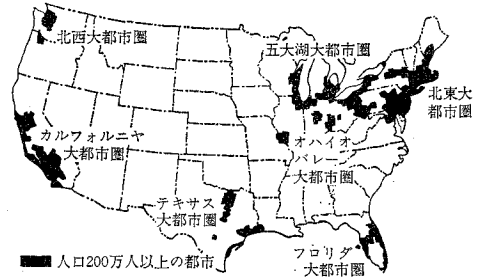 北西大都市圏
五大湖大都市圏
北東大
都市圏
カルフォルニヤ
大都市圏
オハイオ
バレー
大都市圏
テキサス
大都市圏
フロリダ
大都市圏
人口200万人以上の都市